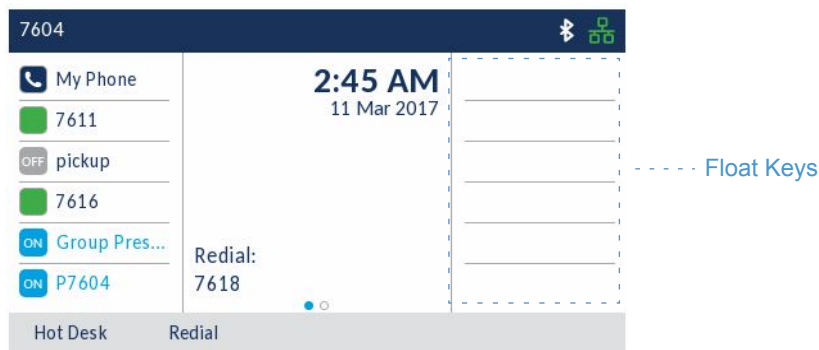 7604
My Phone
7611
OFF pickup
7616
ON Group Pres...
ON P7604
2:45 AM
11 Mar 2017
Redial:
7618
Float Keys
Hot Desk Redial